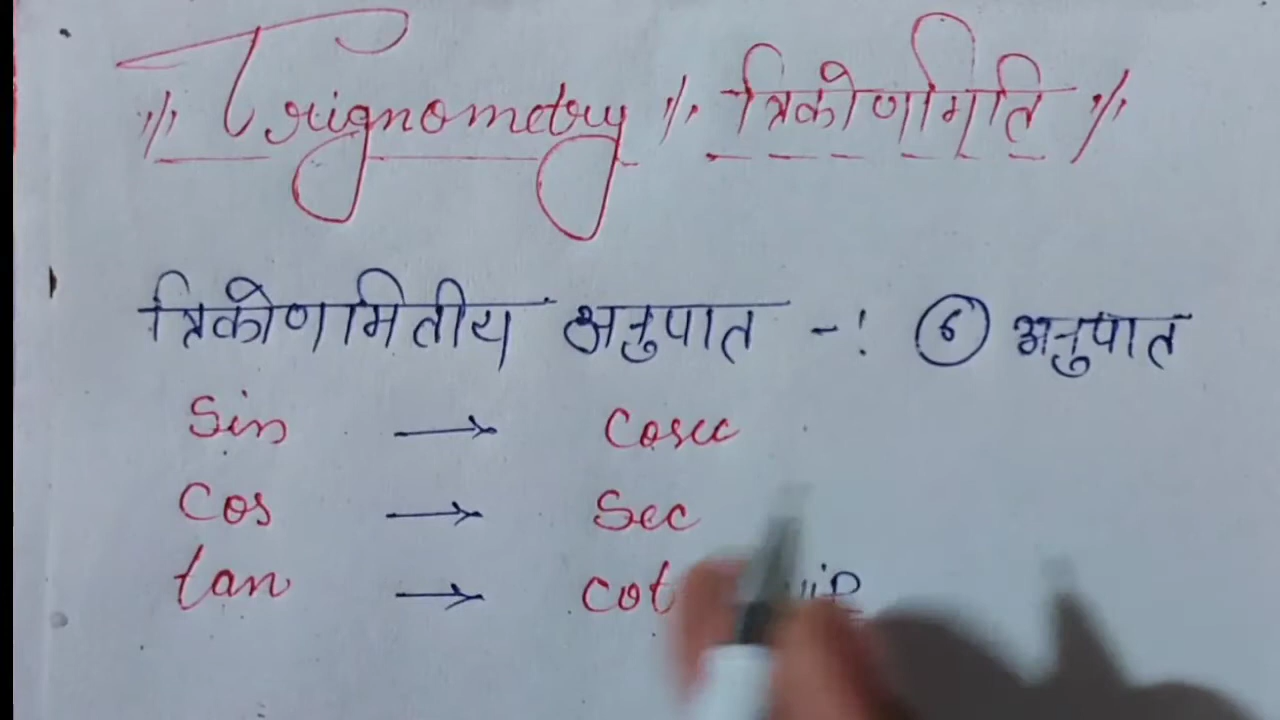 // Trignometry // त्रिकोणमिति //
त्रिकोणमितीय अनुपात -: ⑥ अनुपात
Sin → Cosec
Cos → Sec
tan → cot